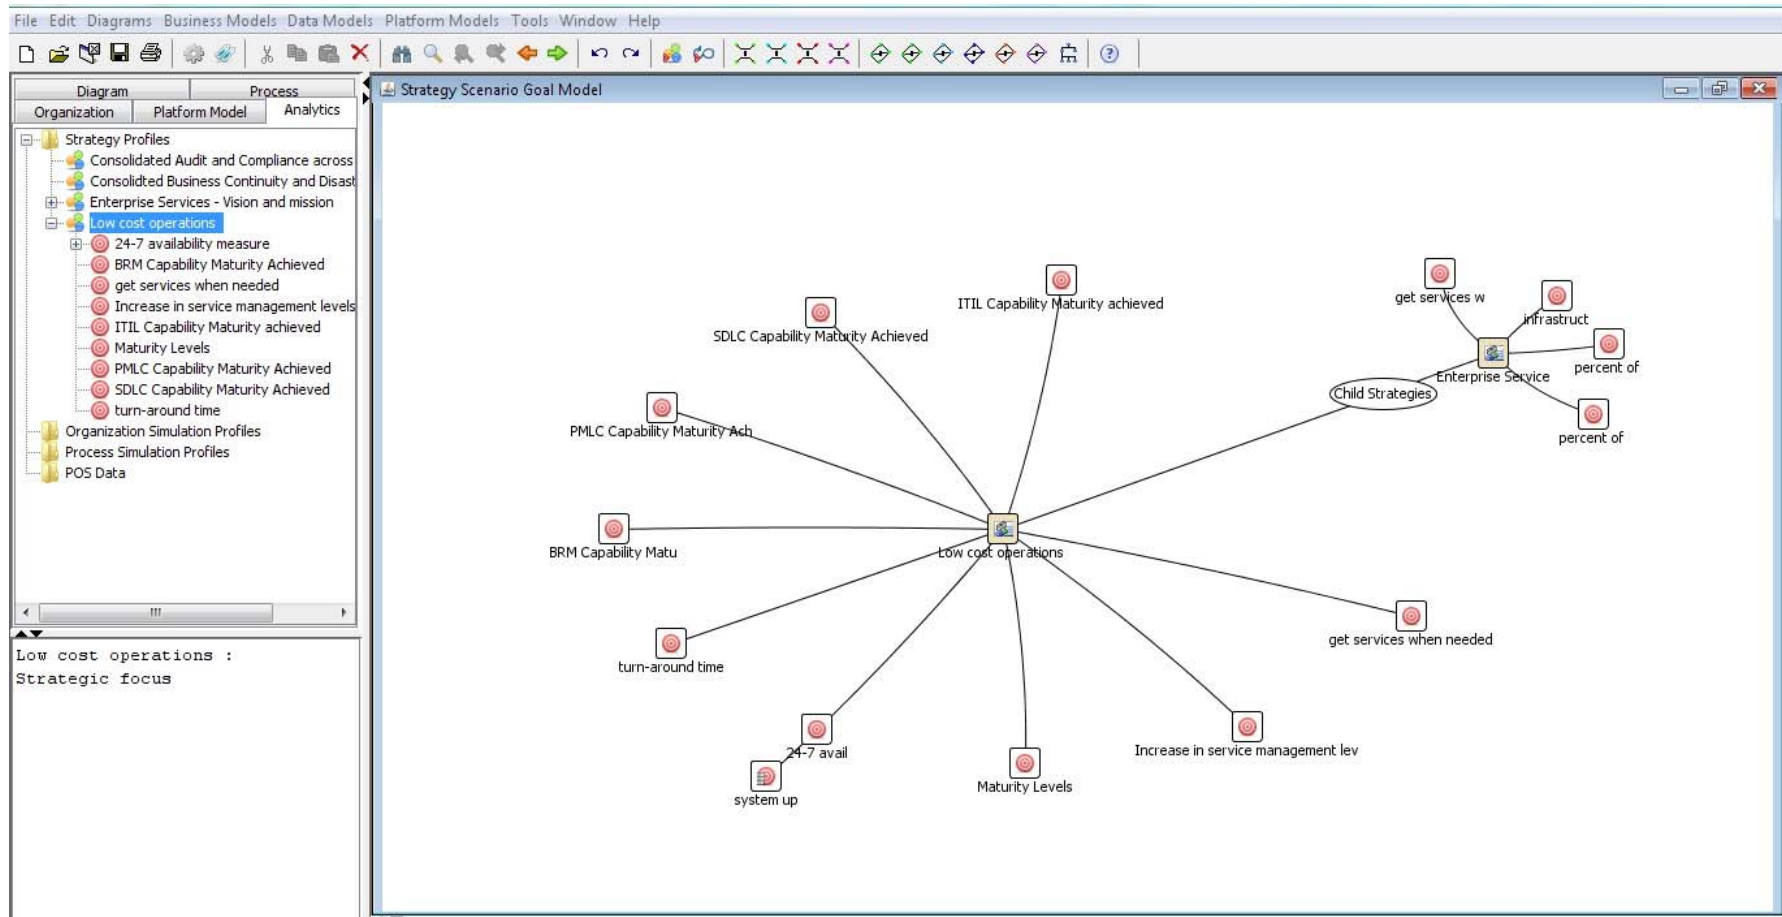 File Edit Diagrams Business Models Data Models Platform Models Tools Window Help
Diagram Process
Organization Platform Model Analytics
Strategy Profiles
Consolidated Audit and Compliance across
Consolidted Business Continuity and Disast
Enterprise Services - Vision and mission
Low cost operations
24-7 availability measure
BRM Capability Maturity Achieved
get services when needed
Increase in service management levels
ITIL Capability Maturity achieved
Maturity Levels
PMLC Capability Maturity Achieved
SDLC Capability Maturity Achieved
turn-around time
Organization Simulation Profiles
Process Simulation Profiles
POS Data
Low cost operations :
Strategic focus
Strategy Scenario Goal Model
ITIL Capability Maturity achieved
get services w
infrastruct
SDLC Capability Maturity Achieved
percent of
Enterprise Service
Child Strategies
PMLC Capability Maturity Ach
percent of
BRM Capability Matu
Low cost operations
get services when needed
turn-around time
24-7 avail
Increase in service management lev
Maturity Levels
system up